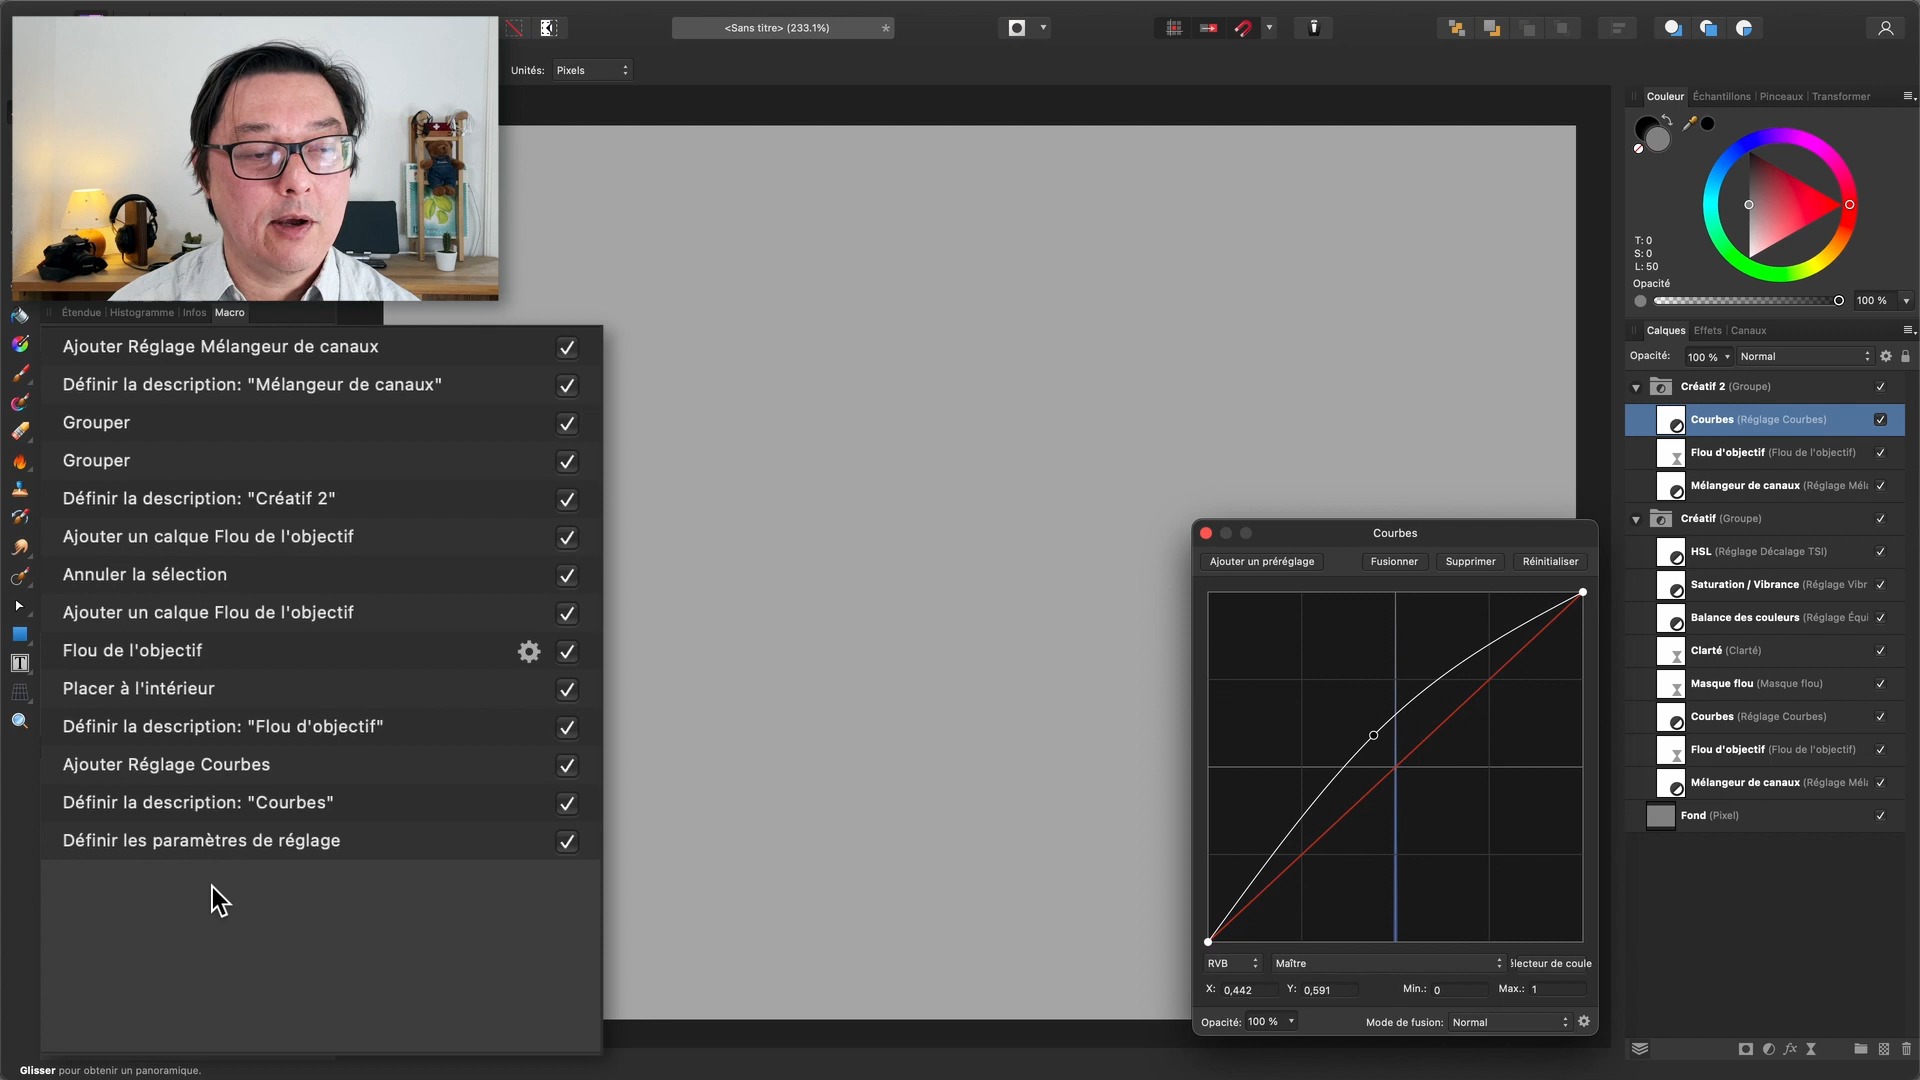 <Sans titre> (233.1%)
*
Unités: Pixels
Étendue | Histogramme | Infos | Macro
Ajouter Réglage Mélangeur de canaux
Définir la description: "Mélangeur de canaux"
Grouper
Grouper
Définir la description: "Créatif 2"
Ajouter un calque Flou de l'objectif
Annuler la sélection
Ajouter un calque Flou de l'objectif
Flou de l'objectif
Placer à l'intérieur
Définir la description: "Flou d'objectif"
Ajouter Réglage Courbes
Définir la description: "Courbes"
Définir les paramètres de réglage
Glisser pour obtenir un panoramique.
Courbes
Ajouter un préréglage Fusionner Supprimer Réinitialiser
RVB Maître électeur de coule
X: 0,442 Y: 0,591 Min.: 0 Max.: 1
Opacité: 100 % Mode de fusion: Normal
Couleur Échantillons | Pinceaux | Transformer
T: 0
S: 0
L: 50
Opacité
100 %
Calques Effets | Canaux
Opacité: 100 % Normal
Créatif 2 (Groupe)
Courbes (Réglage Courbes)
Flou d'objectif (Flou de l'objectif)
Mélangeur de canaux (Réglage Méla
Créatif (Groupe)
HSL (Réglage Décalage TSI)
Saturation / Vibrance (Réglage Vibr
Balance des couleurs (Réglage Équi
Clarté (Clarté)
Masque flou (Masque flou)
Courbes (Réglage Courbes)
Flou d'objectif (Flou de l'objectif)
Mélangeur de canaux (Réglage Méla
Fond (Pixel)
fx